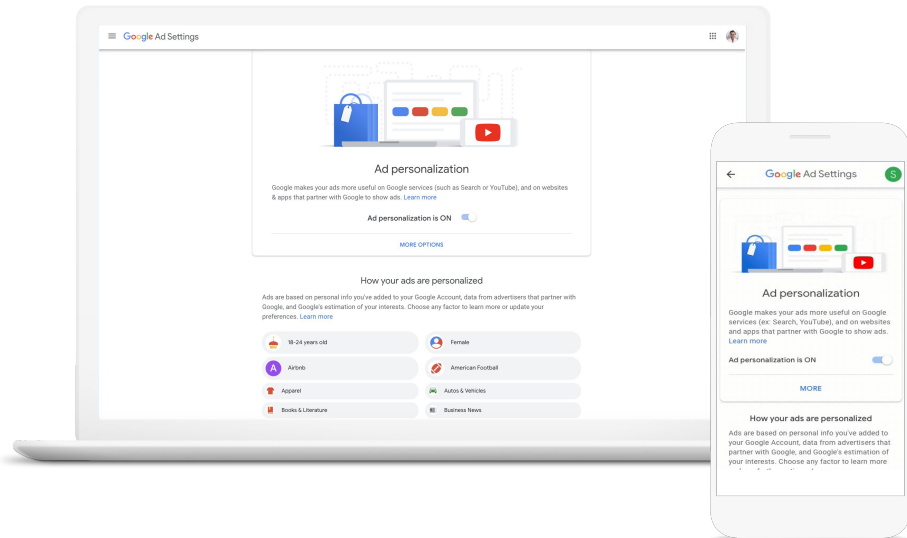 Google Ad Settings
Ad personalization
Google makes your ads more useful on Google services (such as Search or YouTube), and on websites
& apps that partner with Google to show ads. Learn more
Ad personalization is ON
MORE OPTIONS
How your ads are personalized
Ads are based on personal info you've added to your Google Account, data from advertisers that partner with
Google, and Google's estimation of your interests. Choose any factor to learn more or update your
preferences. Learn more
18-24 years old
Female
A
Airbnb
American Football
Apparel
Autos & Vehicles
Books & Literature
Business News
Google Ad Settings
S
Ad personalization
Google makes your ads more useful on Google
services (ex: Search, YouTube), and on websites
and apps that partner with Google to show ads.
Learn more
Ad personalization is ON
MORE
How your ads are personalized
Ads are based on personal info you've added to
your Google Account, data from advertisers that
partner with Google, and Google's estimation of
your interests. Choose any factor to learn more